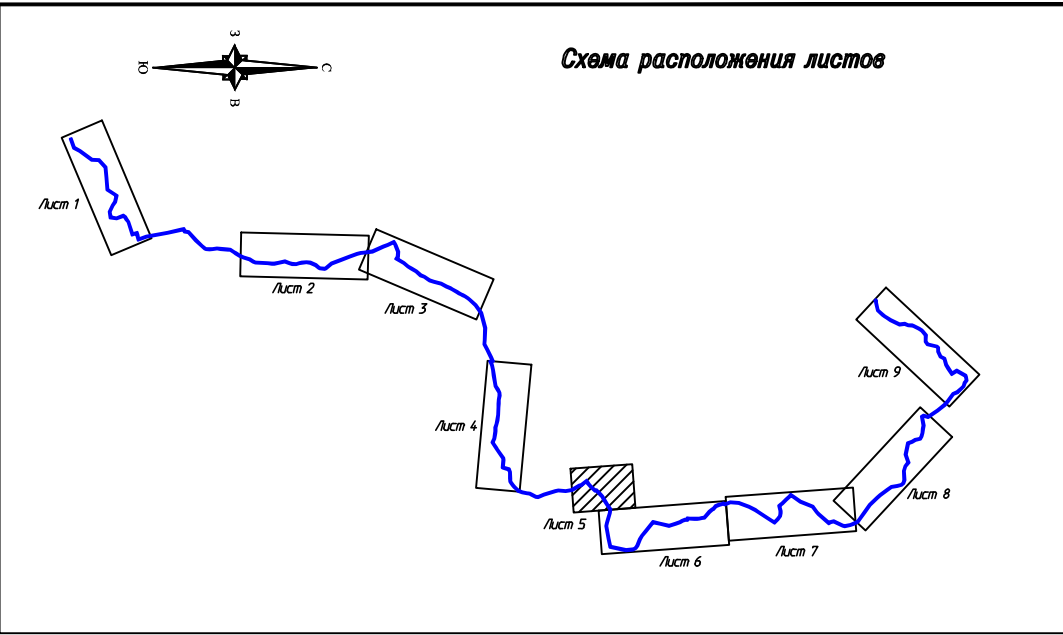 З
Ю
С
В
Схема расположения листов
Лист 1
Лист 2
Лист 3
Лист 4
Лист 5
Лист 6
Лист 7
Лист 8
Лист 9